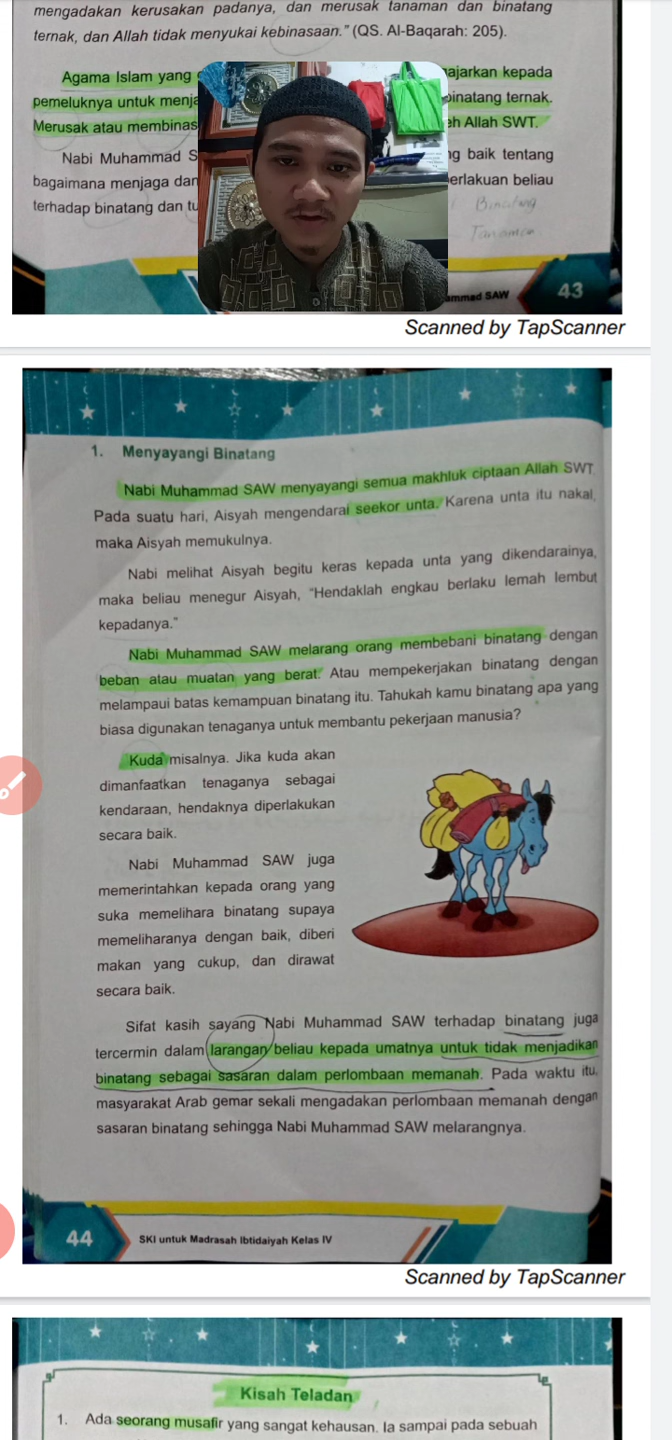 mengadakan kerusakan padanya, dan merusak tanaman dan binatang
ternak, dan Allah tidak menyukai kebinasaan." (QS. Al-Baqarah: 205).
Agama Islam yang ajarkan kepada
pemeluknya untuk binatang ternak.
Merusak atau Allah SWT.
Nabi Muhammad baik tentang
bagaimana menjaga erlakuan beliau
terhadap binatang dan
Binatang
Tanaman
ammad SAW 43
Scanned by TapScanner
1. Menyayangi Binatang
Nabi Muhammad SAW menyayangi semua makhluk ciptaan Allah SWT.
Pada suatu hari, Aisyah mengendarai seekor unta. Karena unta itu nakal,
maka Aisyah memukulnya.
Nabi melihat Aisyah begitu keras kepada unta yang dikendarainya,
maka beliau menegur Aisyah, "Hendaklah engkau berlaku lemah lembut
kepadanya."
Nabi Muhammad SAW melarang orang membebani binatang dengan
beban atau muatan yang berat. Atau mempekerjakan binatang dengan
melampaui batas kemampuan binatang itu. Tahukah kamu binatang apa yang
biasa digunakan tenaganya untuk membantu pekerjaan manusia?
Kuda misalnya. Jika kuda akan
dimanfaatkan tenaganya sebagai
kendaraan, hendaknya diperlakukan
secara baik.
Nabi Muhammad SAW juga
memerintahkan kepada orang yang
suka memelihara binatang supaya
memeliharanya dengan baik, diberi
makan yang cukup, dan dirawat
secara baik.
Sifat kasih sayang Nabi Muhammad SAW terhadap binatang juga
tercermin dalam larangan beliau kepada umatnya untuk tidak menjadikan
binatang sebagai sasaran dalam perlombaan memanah. Pada waktu itu,
masyarakat Arab gemar sekali mengadakan perlombaan memanah dengan
sasaran binatang sehingga Nabi Muhammad SAW melarangnya.
44 SKI untuk Madrasah Ibtidaiyah Kelas IV
Scanned by TapScanner
Kisah Teladan
1. Ada seorang musafir yang sangat kehausan. Ia sampai pada sebuah